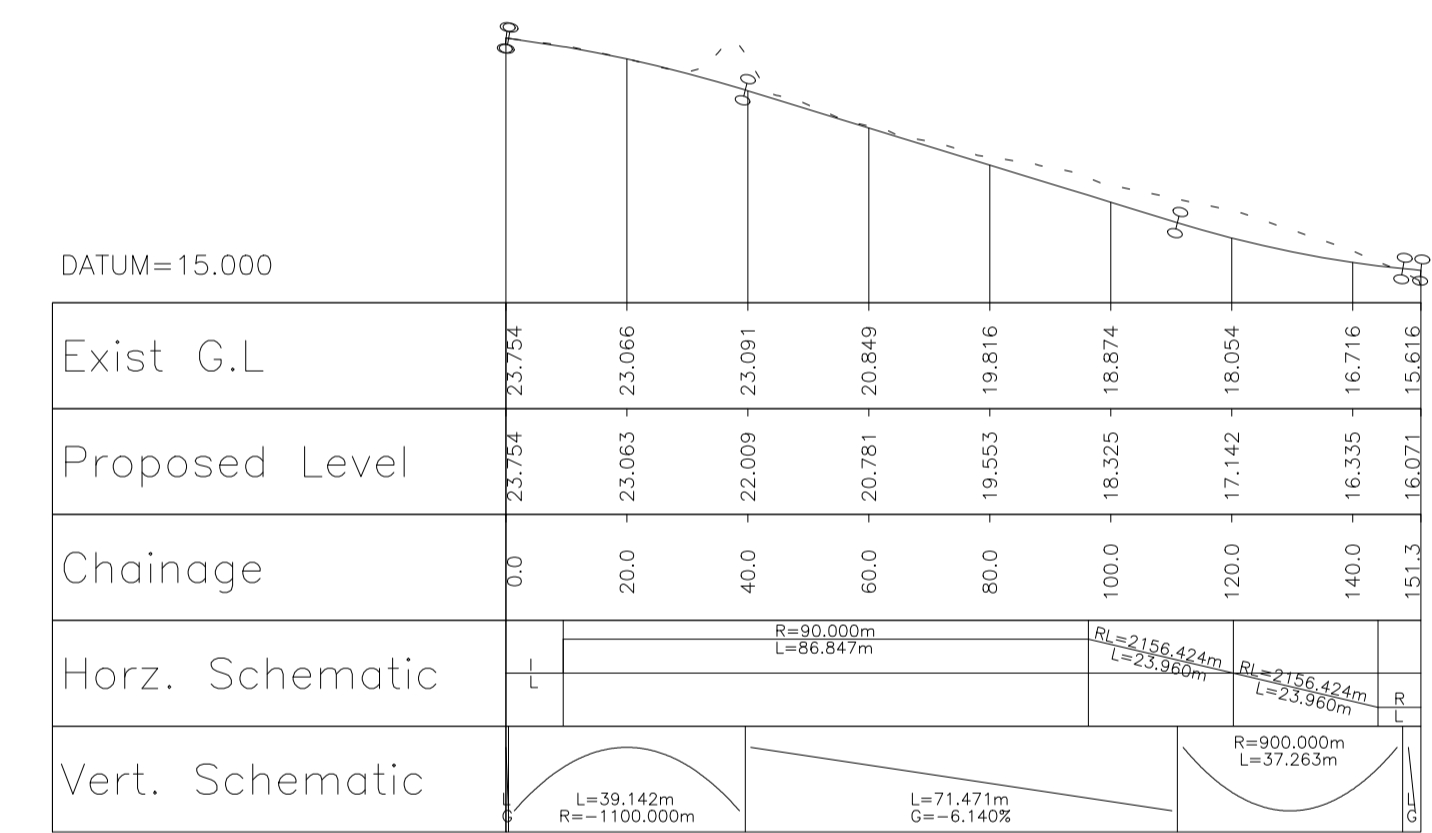 DATUM=15.000
Exist G.L
23.754 23.066 23.091 20.849 19.816 18.874 18.054 16.716 15.616
Proposed Level
23.754 23.063 22.009 20.781 19.553 18.325 17.142 16.335 16.071
Chainage
0.0 20.0 40.0 60.0 80.0 100.0 120.0 140.0 151.3
Horz. Schematic
L
R=90.000m
L=86.847m
RL=2156.424m
L=23.960m
RL=2156.424m
L=23.960m
R
L
Vert. Schematic
L
G
L=39.142m
R=-1100.000m
L=71.471m
G=-6.140%
R=900.000m
L=37.263m
L
G